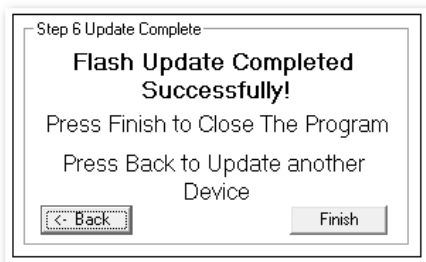 Step 6 Update Complete
Flash Update Completed
Successfully!
Press Finish to Close The Program
Press Back to Update another
Device
<- Back
Finish